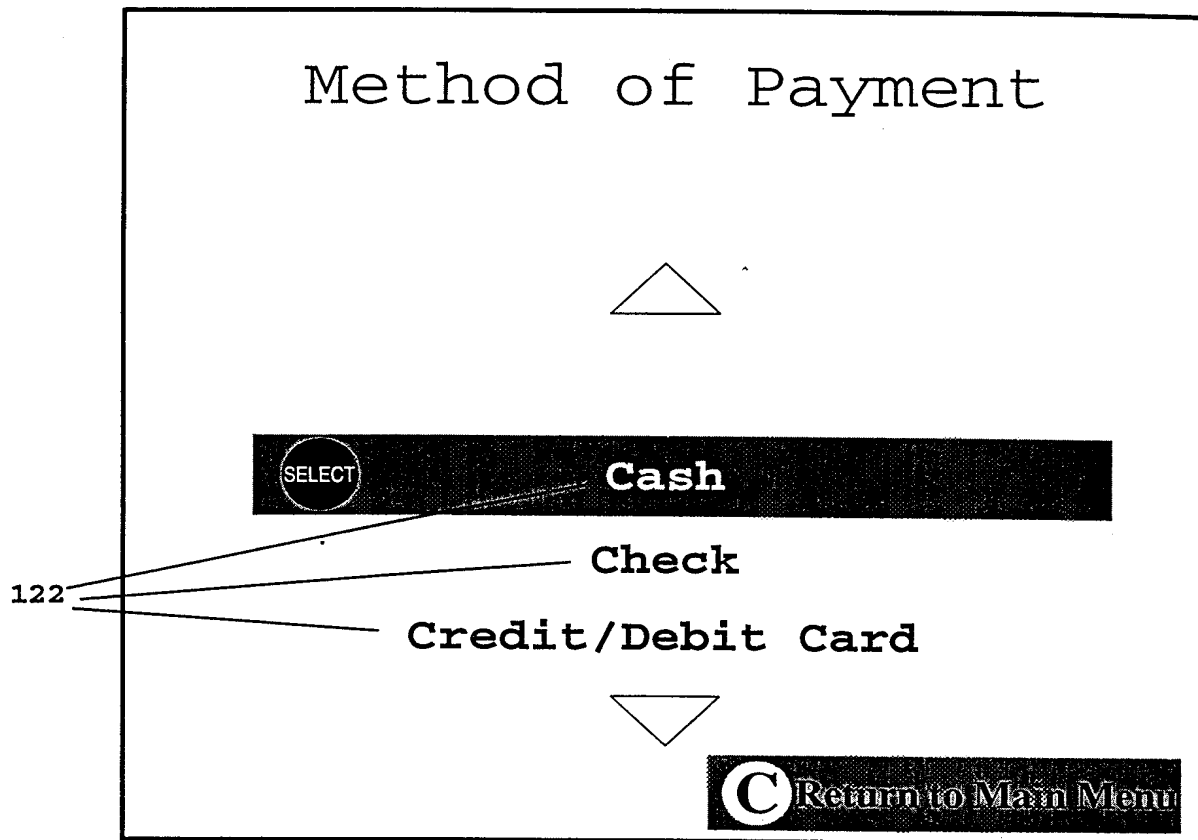 Method of Payment
SELECT Cash
Check
122
Credit/Debit Card
C Return to Main Menu